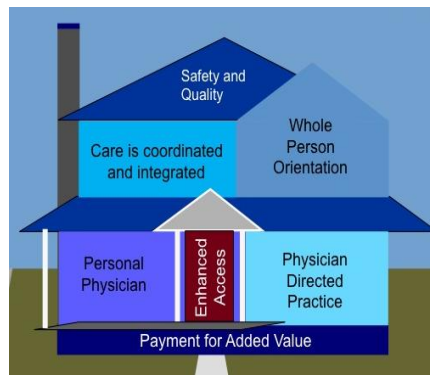 Safety and
Quality
Care is coordinated
and integrated
Whole
Person
Orientation
Personal
Physician
Enhanced
Access
Physician
Directed
Practice
Payment for Added Value